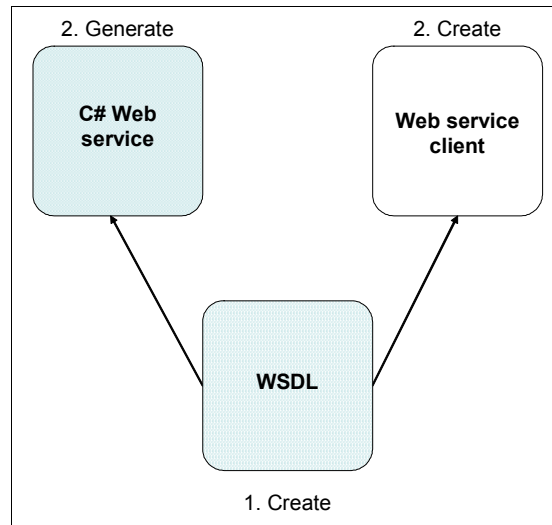 2. Generate
2. Create
C# Web
service
Web service
client
WSDL
1. Create